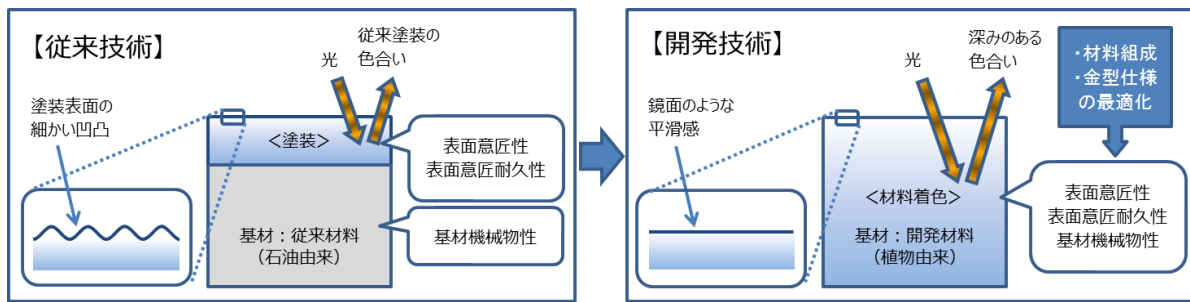 【従来技術】
光
従来塗装の
色合い
塗装表面の
細かい凹凸
<塗装>
表面意匠性
表面意匠耐久性
基材：従来材料
（石油由来）
基材機械物性
【開発技術】
光
深みのある
色合い
・材料組成
・金型仕様
の最適化
鏡面のような
平滑感
<材料着色>
基材：開発材料
（植物由来）
表面意匠性
表面意匠耐久性
基材機械物性